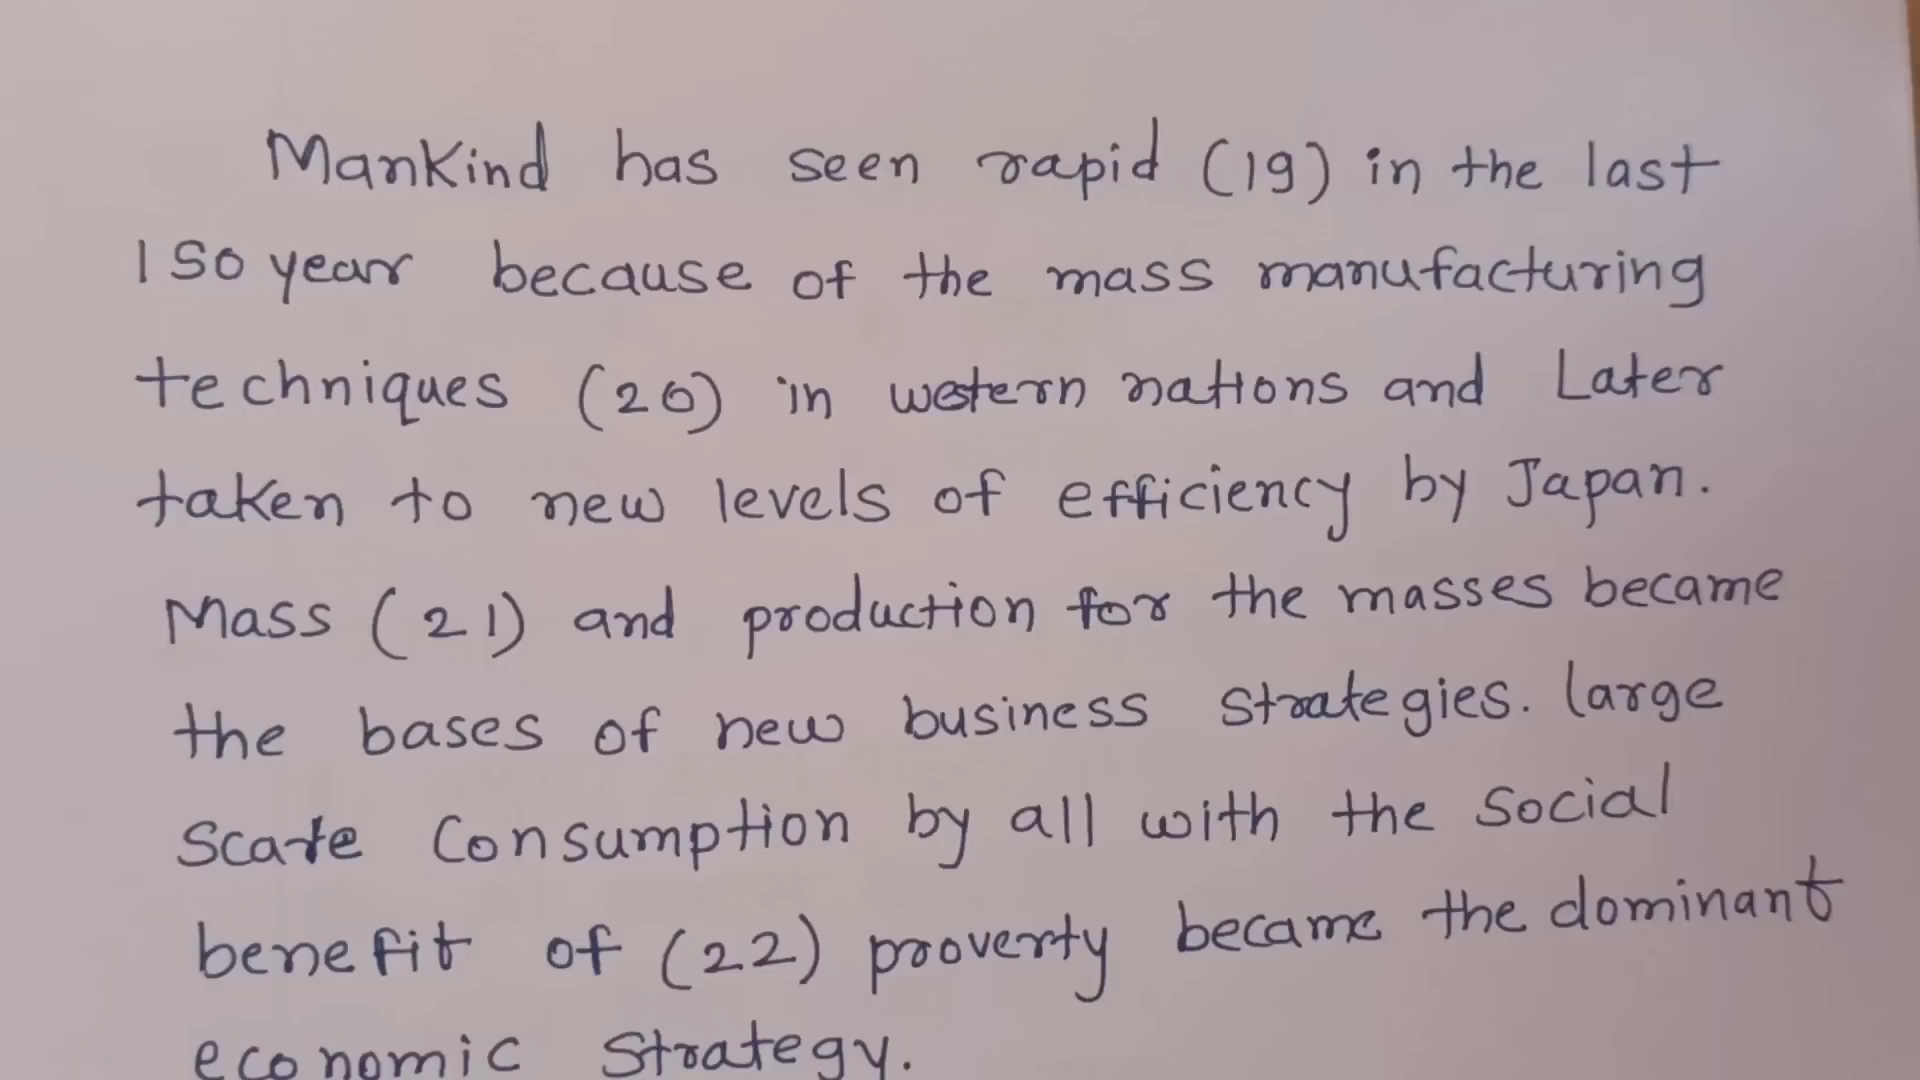 Mankind has seen rapid (19) in the last
150 year because of the mass manufacturing
techniques (20) in western nations and Later
taken to new levels of efficiency by Japan.
Mass (21) and production for the masses became
the bases of new business strategies. large
Scate Consumption by all with the Social
benefit of (22) proverty became the dominant
economic Strategy.